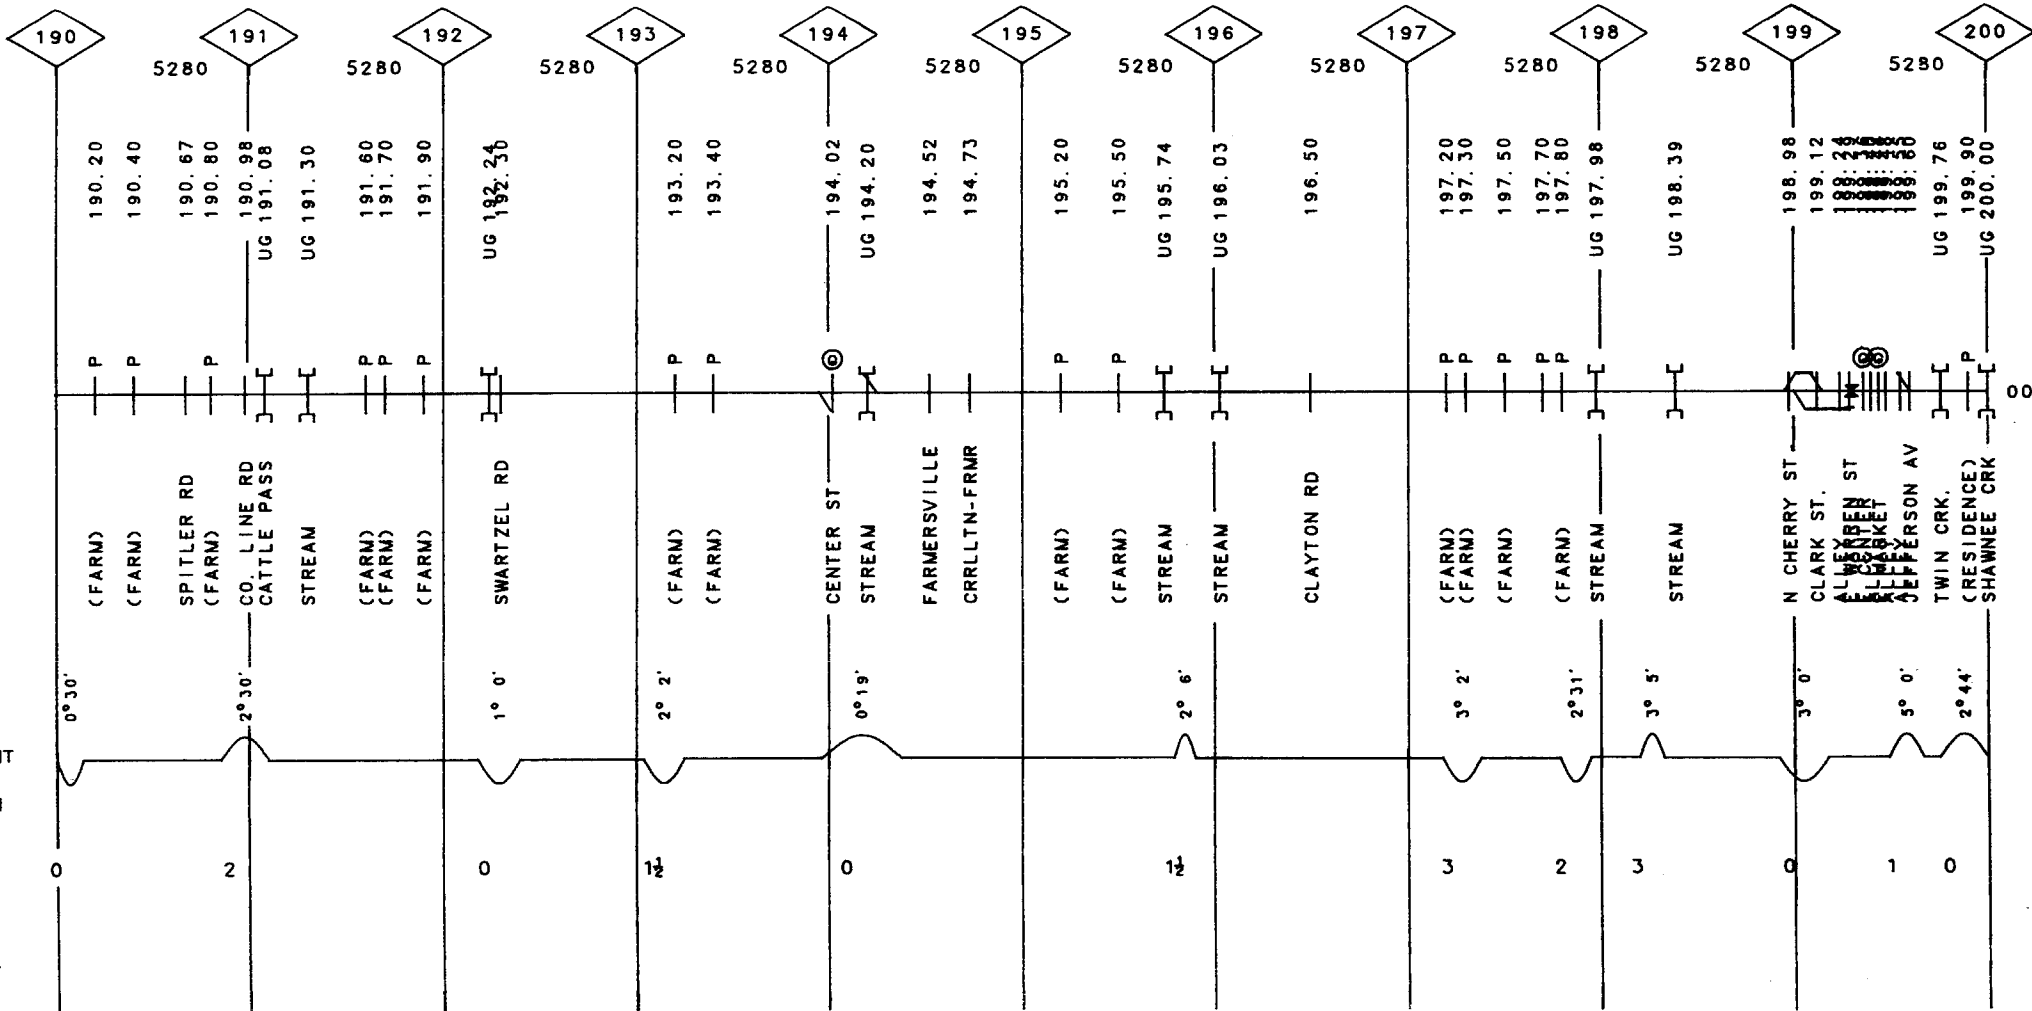 190 191 192 193 194 195 196 197 198 199 200
5280 5280 5280 5280 5280 5280 5280 5280 5280 5280
190.20
190.40
190.67
190.80
190.98
UG 191.08
UG 191.30
191.60
191.70
191.90
UG 192.24
192.30
193.20
193.40
194.02
UG 194.20
194.52
194.73
195.20
195.50
UG 195.74
UG 196.03
196.50
197.20
197.30
197.50
197.70
197.80
UG 197.98
UG 198.39
198.98
199.12
199.60
UG 199.76
199.90
UG 200.00
P P P P P P P P P P P P P P P P
00
(FARM)
(FARM)
SPITLER RD
(FARM)
CO. LINE RD
CATTLE PASS
STREAM
(FARM)
(FARM)
(FARM)
SWARTZEL RD
(FARM)
(FARM)
CENTER ST
STREAM
FARMERSVILLE
CRRLLTN-FRMR
(FARM)
(FARM)
STREAM
STREAM
CLAYTON RD
(FARM)
(FARM)
(FARM)
(FARM)
STREAM
STREAM
N CHERRY ST
CLARK ST.
ALLEY
JEFFERSON AV
TWIN CRK.
(RESIDENCE)
SHAWNEE CRK
0°30' 2°30' 1° 0' 2° 2' 0°19' 2° 6' 3° 2' 2°31' 3° 5' 3° 0' 5° 0' 2°44'
0 2 0 1½ 0 1½ 3 2 3 0 1 0